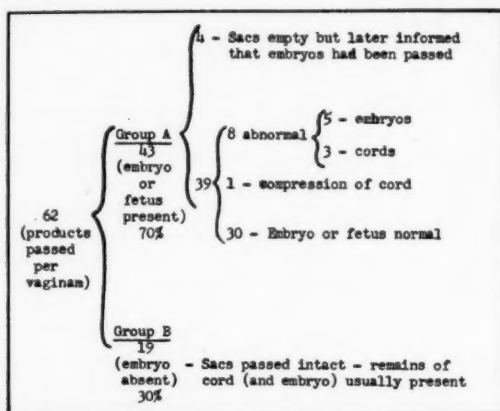 4 - Sacs empty but later informed
that embryos had been passed
Group A
43
(embryo
or
fetus
present)
70%
39
8 abnormal
5 - embryos
3 - cords
1 - compression of cord
30 - Embryo or fetus normal
62
(products
passed
per
vaginam)
Group B
19
(embryo
absent)
30%
- Sacs passed intact - remains of
cord (and embryo) usually present